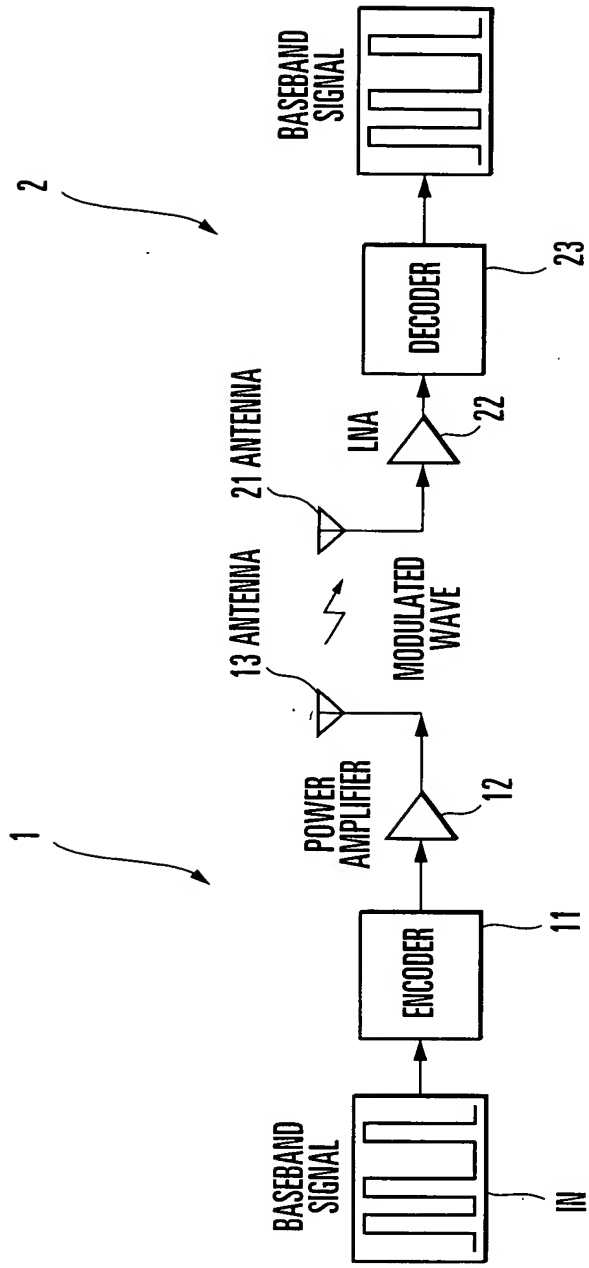 1
2
BASEBAND
SIGNAL
IN
ENCODER
11
POWER
AMPLIFIER
12
13 ANTENNA
MODULATED
WAVE
21 ANTENNA
LNA
22
DECODER
23
BASEBAND
SIGNAL